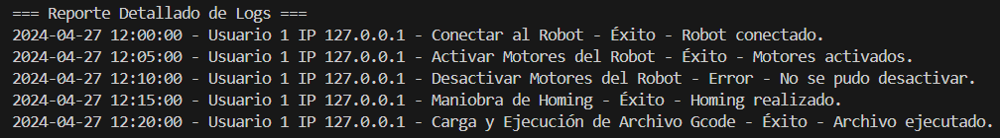 === Reporte Detallado de Logs ===
2024-04-27 12:00:00 - Usuario 1 IP 127.0.0.1 - Conectar al Robot - Éxito - Robot conectado.
2024-04-27 12:05:00 - Usuario 1 IP 127.0.0.1 - Activar Motores del Robot - Éxito - Motores activados.
2024-04-27 12:10:00 - Usuario 1 IP 127.0.0.1 - Desactivar Motores del Robot - Error - No se pudo desactivar.
2024-04-27 12:15:00 - Usuario 1 IP 127.0.0.1 - Maniobra de Homing - Éxito - Homing realizado.
2024-04-27 12:20:00 - Usuario 1 IP 127.0.0.1 - Carga y Ejecución de Archivo Gcode - Éxito - Archivo ejecutado.